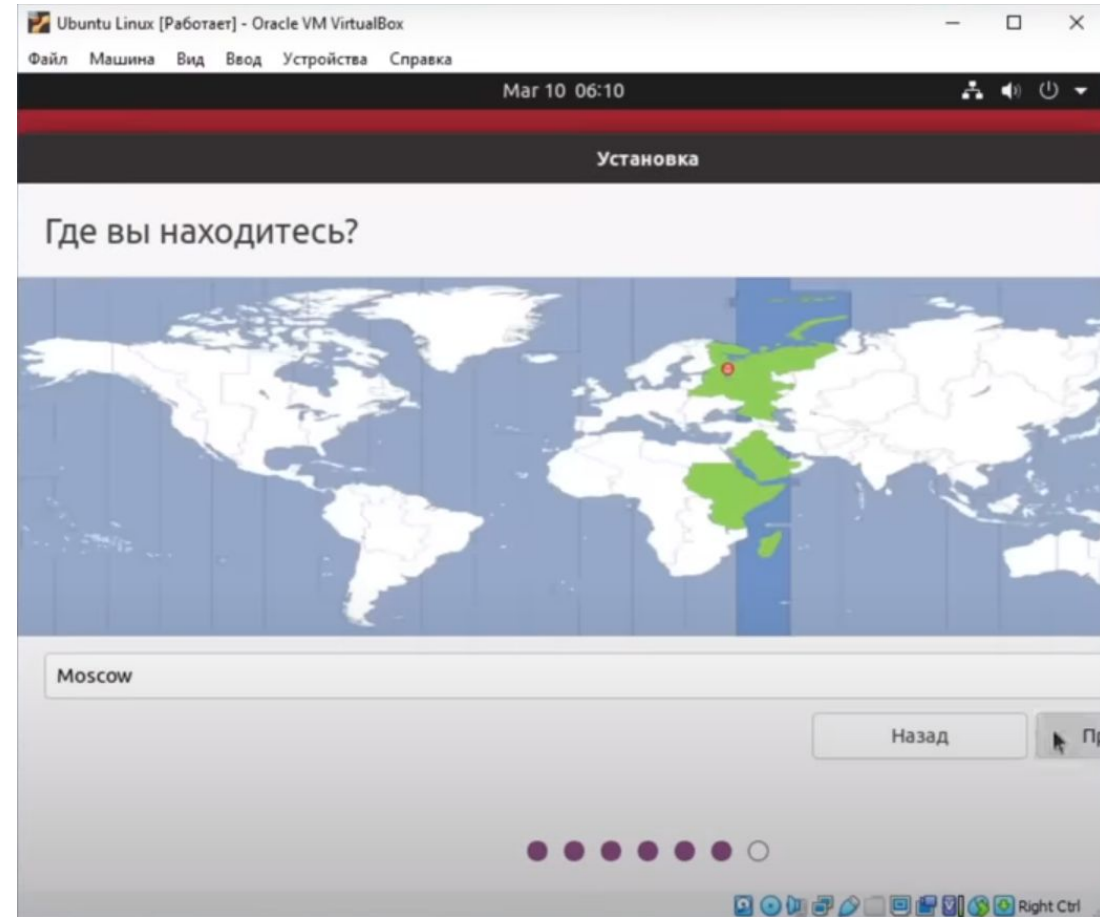 Ubuntu Linux [Работает] - Oracle VM VirtualBox
Файл Машина Вид Ввод Устройства Справка
Mar 10 06:10
Установка
Где вы находитесь?
Moscow
Назад Пр
Right Ctrl